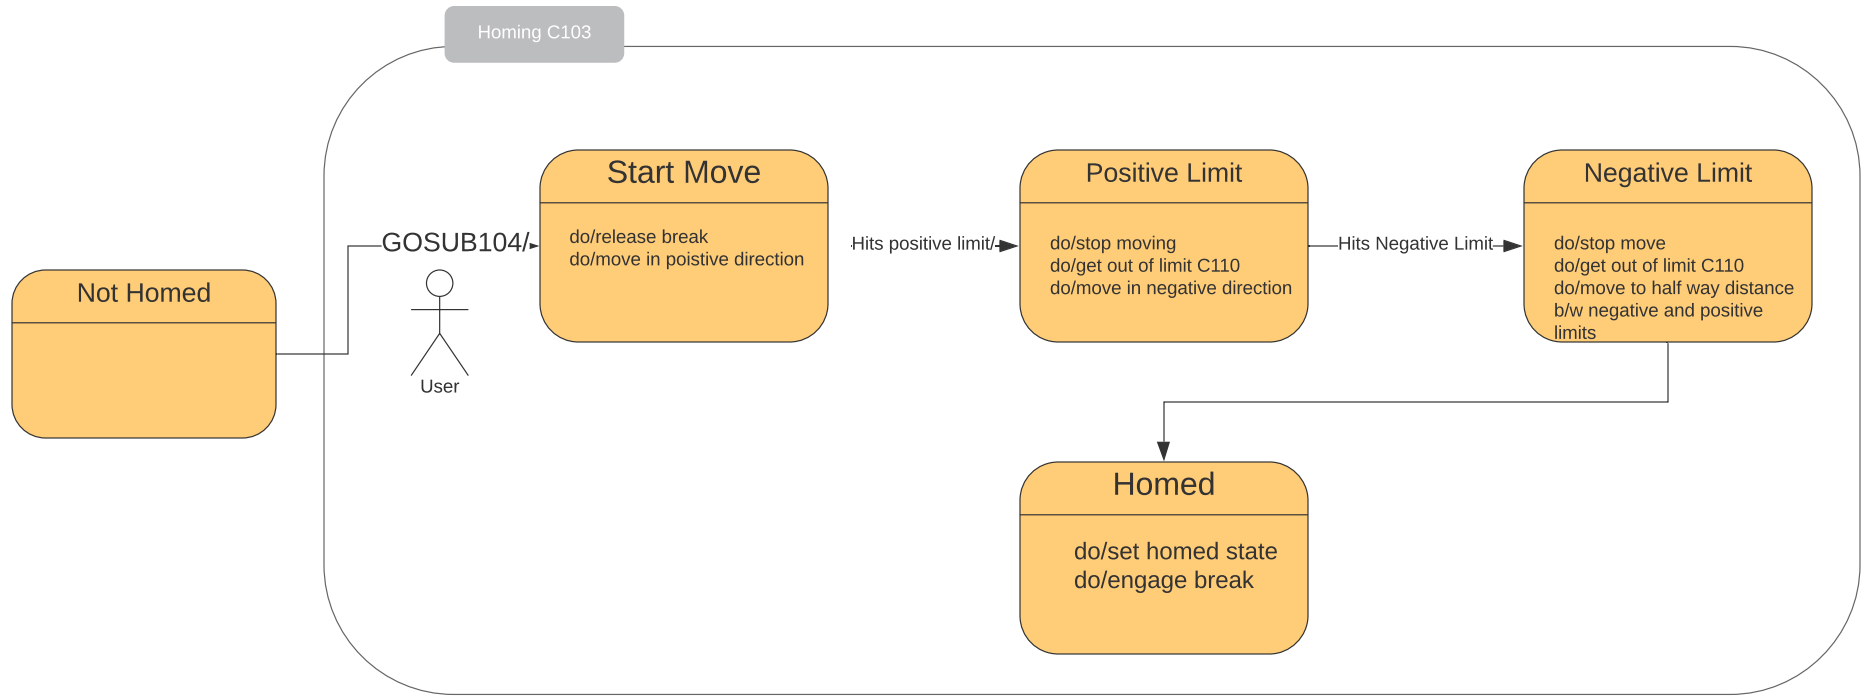 Homing C103
Not Homed
GOSUB104/
User
Start Move
do/release break
do/move in poistive direction
Hits positive limit/
Positive Limit
do/stop moving
do/get out of limit C110
do/move in negative direction
Hits Negative Limit
Negative Limit
do/stop move
do/get out of limit C110
do/move to half way distance
b/w negative and positive
limits
Homed
do/set homed state
do/engage break